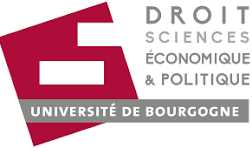 DROIT
SCIENCES
ÉCONOMIQUE
& POLITIQUE
UNIVERSITÉ DE BOURGOGNE